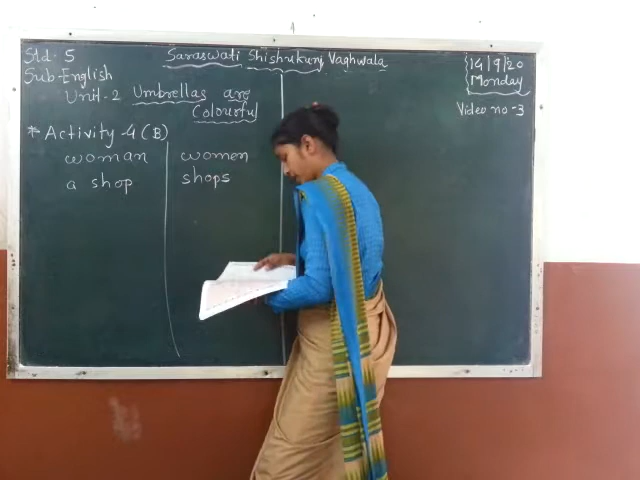 Std: 5
Saraswati Shishukunj Vaghwala
14/9/20
Monday
Sub-English
Unit-2 Umbrellas are
Colourful
Video no-3
* Activity-4 (B)
woman women
a shop shops